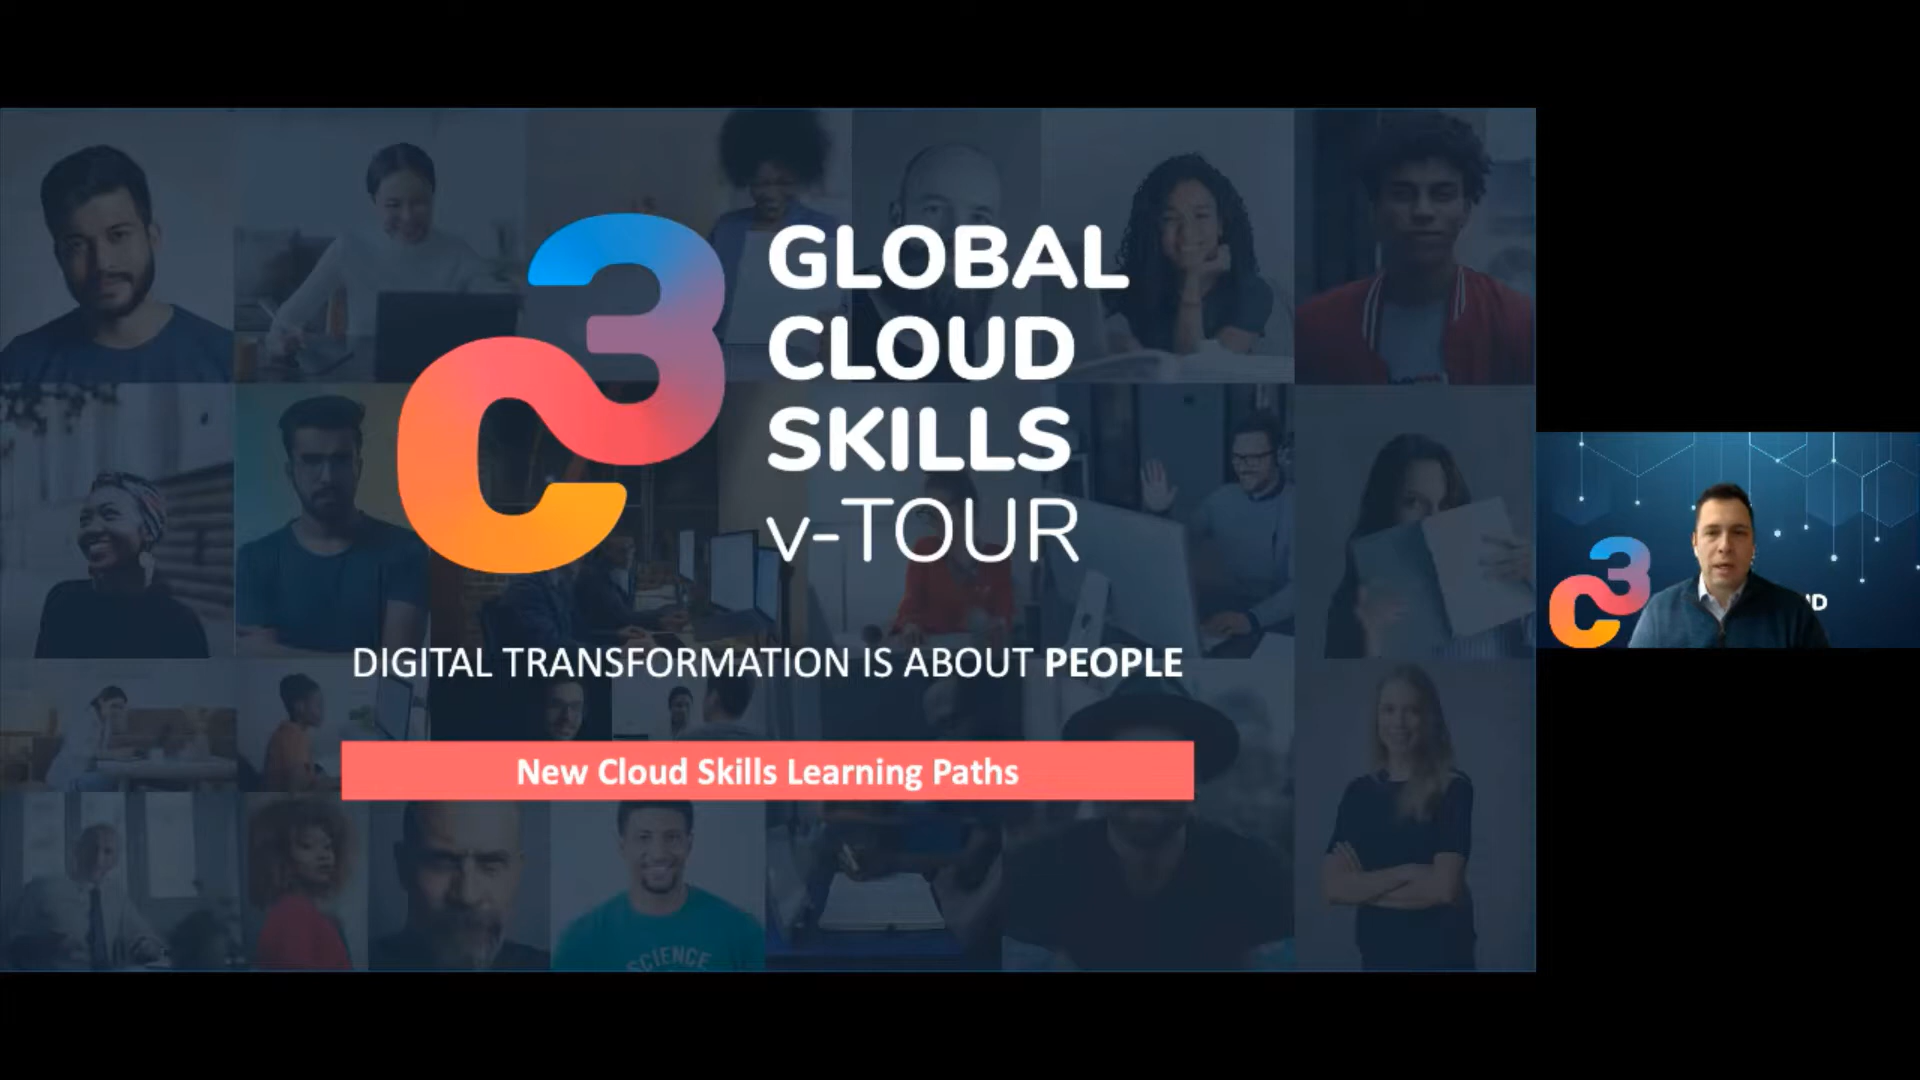 C3
GLOBAL
CLOUD
SKILLS
v-TOUR
DIGITAL TRANSFORMATION IS ABOUT PEOPLE
New Cloud Skills Learning Paths
SCIENCE
C3